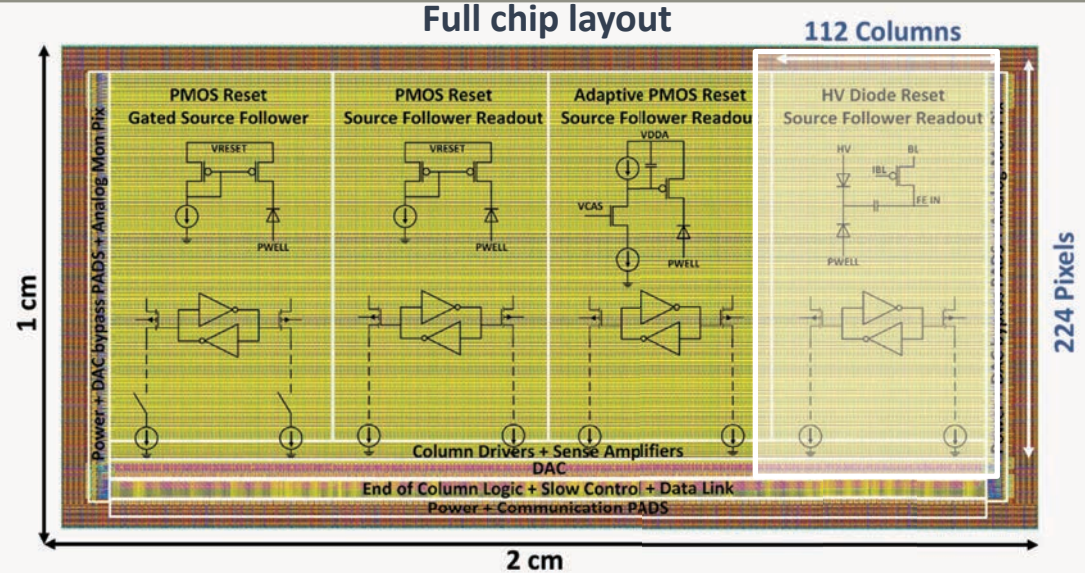 Full chip layout
112 Columns
PMOS Reset
Gated Source Follower
VRESET
PWELL
PMOS Reset
Source Follower Readout
VRESET
PWELL
Adaptive PMOS Reset
Source Follower Readou
VDDA
VCAS
PWELL
HV Diode Reset
Source Follower Readout
HV
BL
IBL
FE IN
PWELL
Power + DAC bypass PADS + Analog Mon Pix
224 Pixels
1 cm
Column Drivers + Sense Amplifiers
DAC
End of Column Logic + Slow Control + Data Link
Power + Communication PADS
2 cm